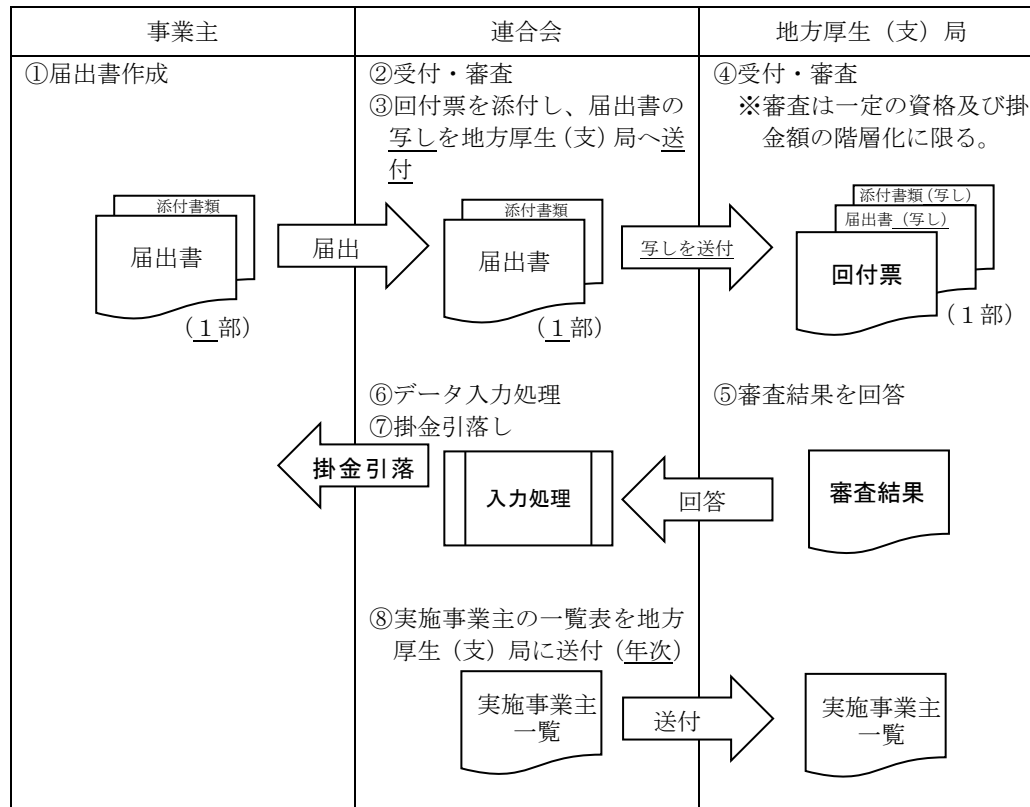 事業主
連合会
地方�生(支)局
①届出書作成
②受付・審査
③回付票を添付し、届出書の
写しを地方厚生(支)局へ送
付
④受付・審査
※審査は一定の資格及び掛
金額の階層化に限る。
添付書類
届出書
(１部)
届出
添付書類
届出書
(１部)
写しを送付
添付書類(写し)
届出書(写し)
回付票
(１部)
⑥データ入力処理
⑦掛金引落し
⑤審査結果を回答
掛金引落
入力処理
回答
審査結果
⑧実施事業主の一覧表を地方
厚生(支)局に送付(年次)
実施事業主
一覧
送付
実施事業主
一覧